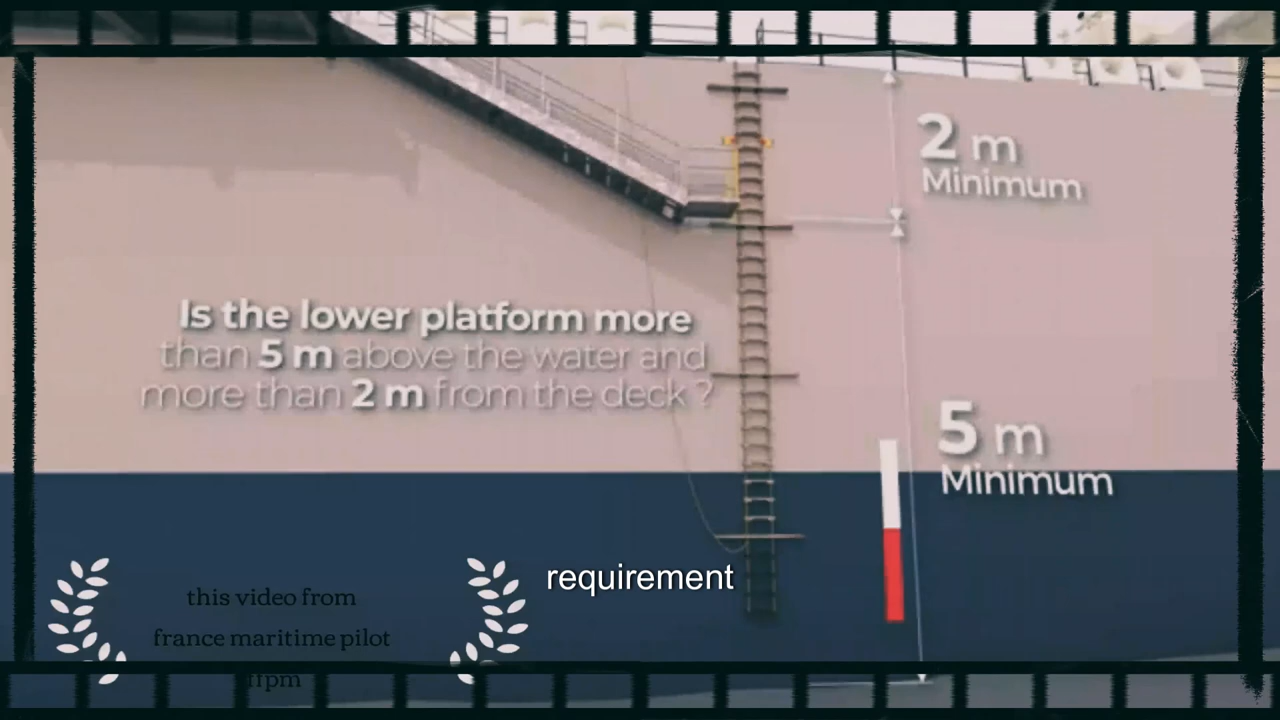 2 m
Minimum
Is the lower platform more
than 5 m above the water and
more than 2 m from the deck ?
5 m
Minimum
requirement
this video from
france maritime pilot
ffpm